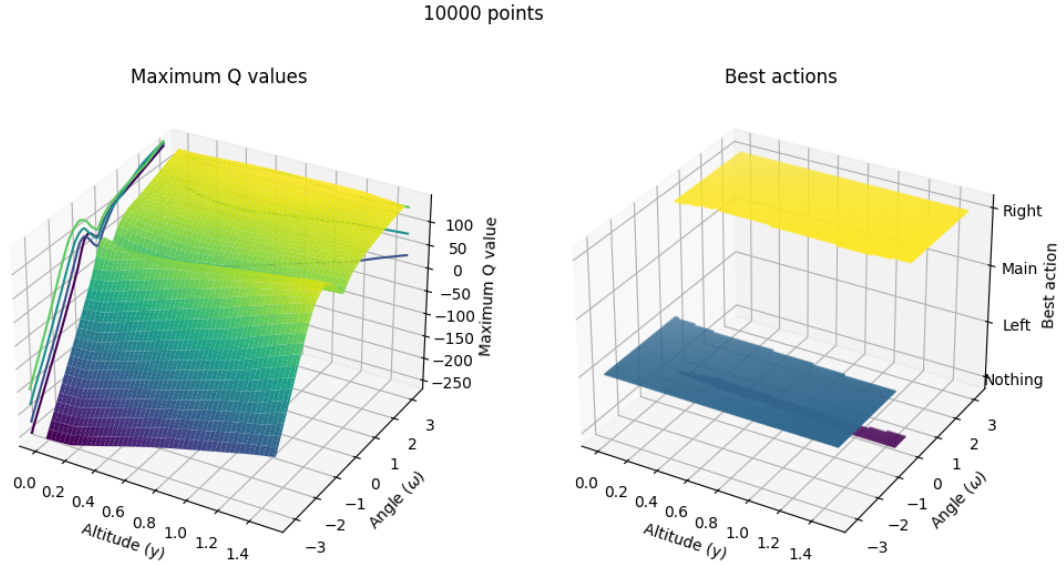 10000 points
Maximum Q values
100
50
0
−50
−100
−150
−200
−250
Maximum Q value
0.0
0.2
0.4
0.6
0.8
1.0
1.2
1.4
Altitude (y)
−3
−2
−1
0
1
2
3
Angle (ω)
Best actions
Right
Main
Left
Nothing
Best action
0.0
0.2
0.4
0.6
0.8
1.0
1.2
1.4
Altitude (y)
−3
−2
−1
0
1
2
3
Angle (ω)